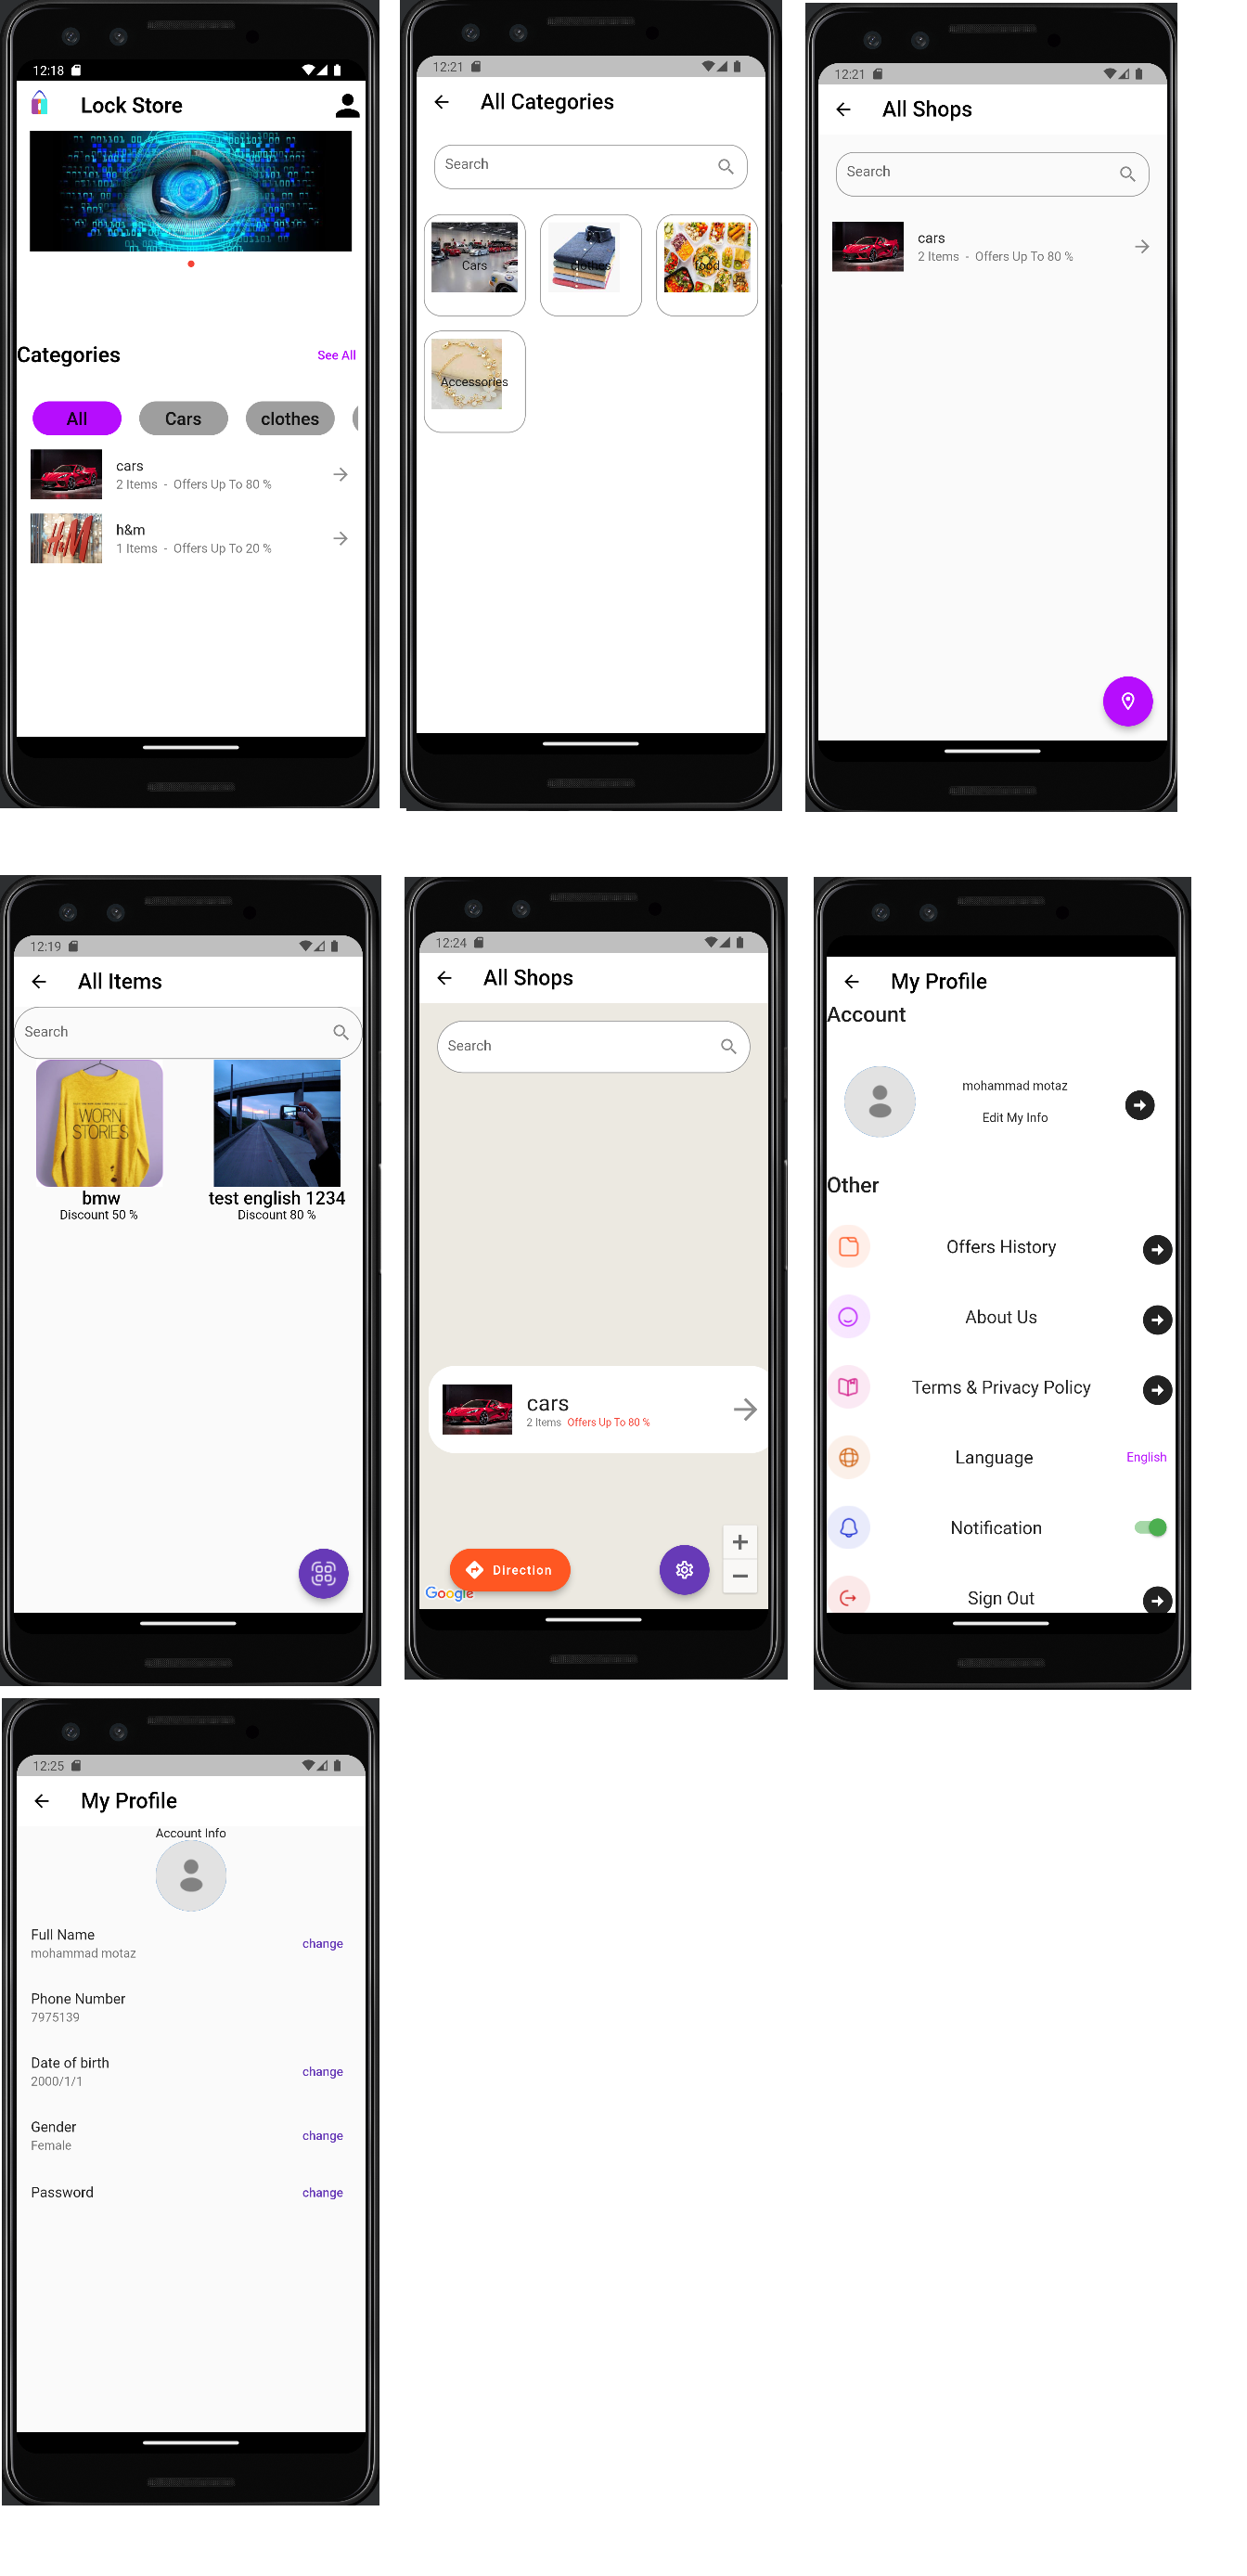 12:18
Lock Store
Categories
See All
All
Cars
clothes
cars
2 Items - Offers Up To 80 %
H&M
h&m
1 Items - Offers Up To 20 %
12:21
All Categories
Search
Cars
clothes
food
Accessories
12:21
All Shops
Search
cars
2 Items - Offers Up To 80 %
12:19
All Items
Search
WORN
STORIES
bmw
Discount 50 %
test english 1234
Discount 80 %
12:24
All Shops
Search
cars
2 Items Offers Up To 80 %
Direction
Google
My Profile
Account
mohammad motaz
Edit My Info
Other
Offers History
About Us
Terms & Privacy Policy
Language
English
Notification
Sign Out
12:25
My Profile
Account Info
Full Name
mohammad motaz
change
Phone Number
7975139
Date of birth
2000/1/1
change
Gender
Female
change
Password
change